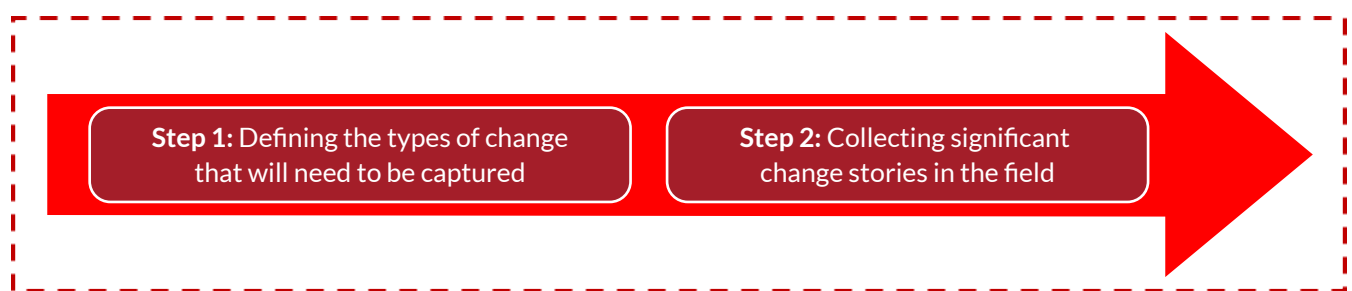 Step 1: Defining the types of change
that will need to be captured
Step 2: Collecting significant
change stories in the field